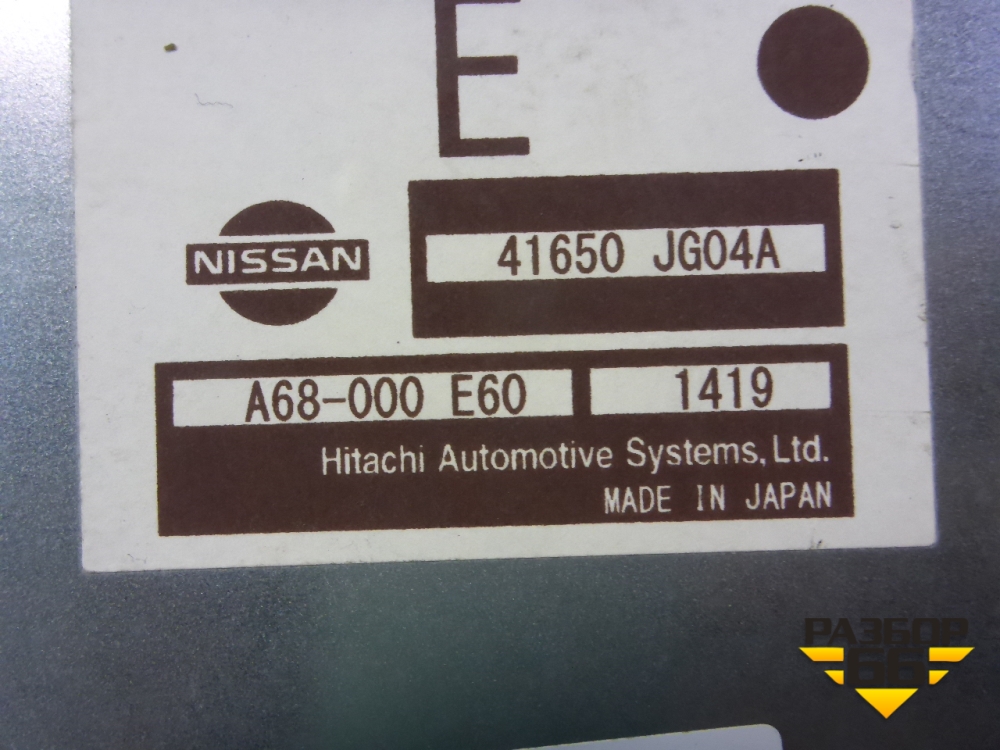 E
NISSAN
41650 JG04A
A68-000 E60
1419
Hitachi Automotive Systems, Ltd.
MADE IN JAPAN
РАЗБОР
66